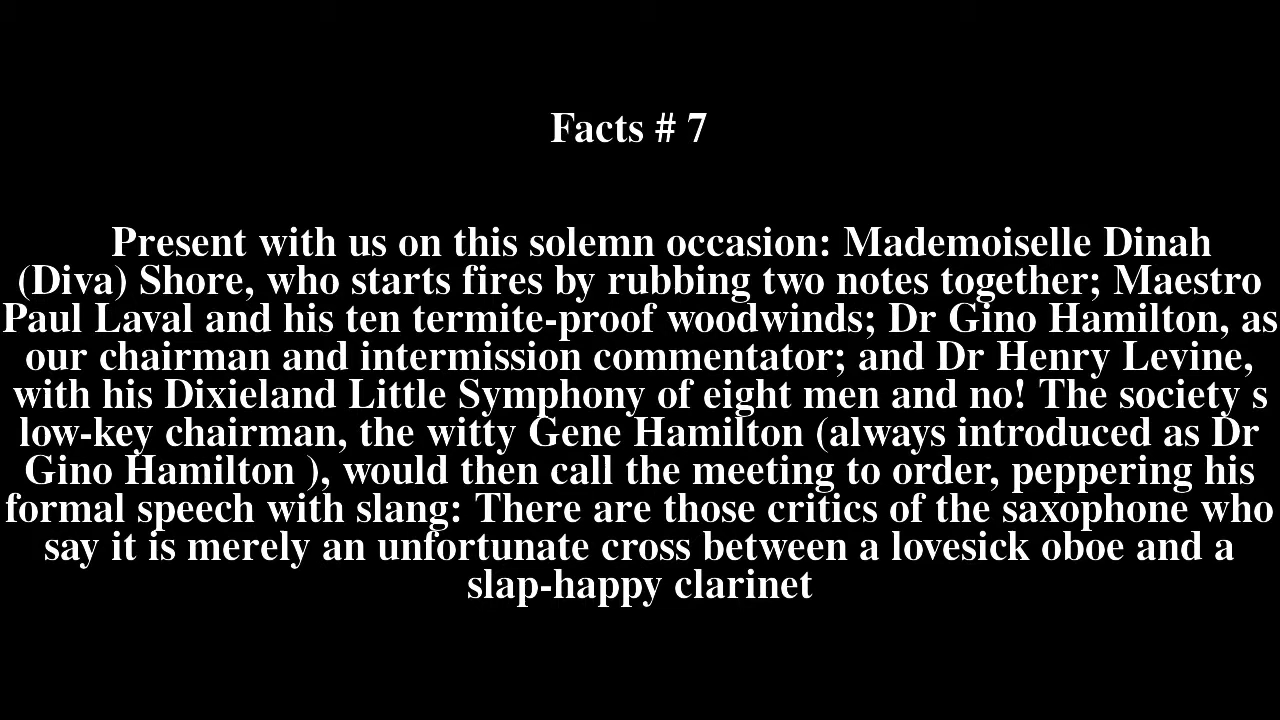 Facts # 7
Present with us on this solemn occasion: Mademoiselle Dinah
(Diva) Shore, who starts fires by rubbing two notes together; Maestro
Paul Laval and his ten termite-proof woodwinds; Dr Gino Hamilton, as
our chairman and intermission commentator; and Dr Henry Levine,
with his Dixieland Little Symphony of eight men and no! The society s
low-key chairman, the witty Gene Hamilton (always introduced as Dr
Gino Hamilton ), would then call the meeting to order, peppering his
formal speech with slang: There are those critics of the saxophone who
say it is merely an unfortunate cross between a lovesick oboe and a
slap-happy clarinet